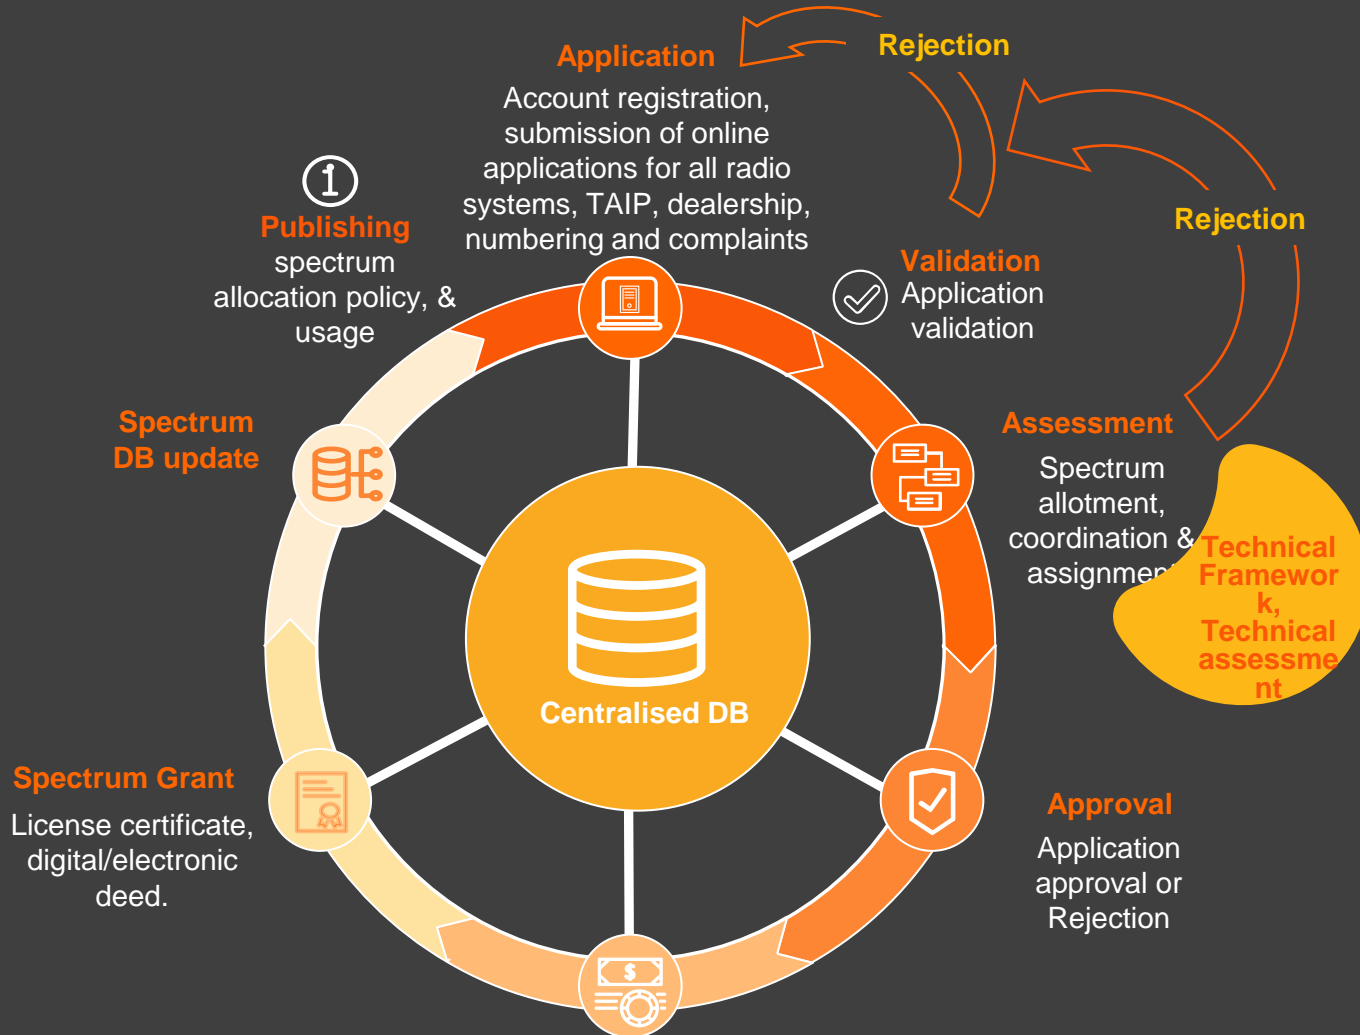 Rejection
Application
Account registration,
submission of online
applications for all radio
systems, TAIP, dealership,
numbering and complaints
Rejection
1
Publishing
spectrum
allocation policy, &
usage
Validation
Application
validation
Spectrum
DB update
Assessment
Spectrum
allotment,
coordination &
assignment
Technical
Framewor
k,
Technical
assessme
nt
Centralised DB
Spectrum Grant
License certificate,
digital/electronic
deed.
Approval
Application
approval or
Rejection
$